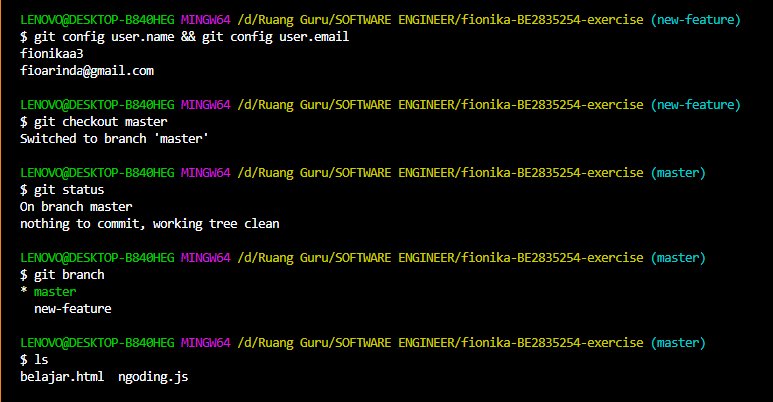 LENOVO@DESKTOP-B840HEG MINGW64 /d/Ruang Guru/SOFTWARE ENGINEER/fionika-BE2835254-exercise (new-feature)
$ git config user.name && git config user.email
fionikaa3
fioarinda@gmail.com
LENOVO@DESKTOP-B840HEG MINGW64 /d/Ruang Guru/SOFTWARE ENGINEER/fionika-BE2835254-exercise (new-feature)
$ git checkout master
Switched to branch 'master'
LENOVO@DESKTOP-B840HEG MINGW64 /d/Ruang Guru/SOFTWARE ENGINEER/fionika-BE2835254-exercise (master)
$ git status
On branch master
nothing to commit, working tree clean
LENOVO@DESKTOP-B840HEG MINGW64 /d/Ruang Guru/SOFTWARE ENGINEER/fionika-BE2835254-exercise (master)
$ git branch
* master
  new-feature
LENOVO@DESKTOP-B840HEG MINGW64 /d/Ruang Guru/SOFTWARE ENGINEER/fionika-BE2835254-exercise (master)
$ ls
belajar.html  ngoding.js